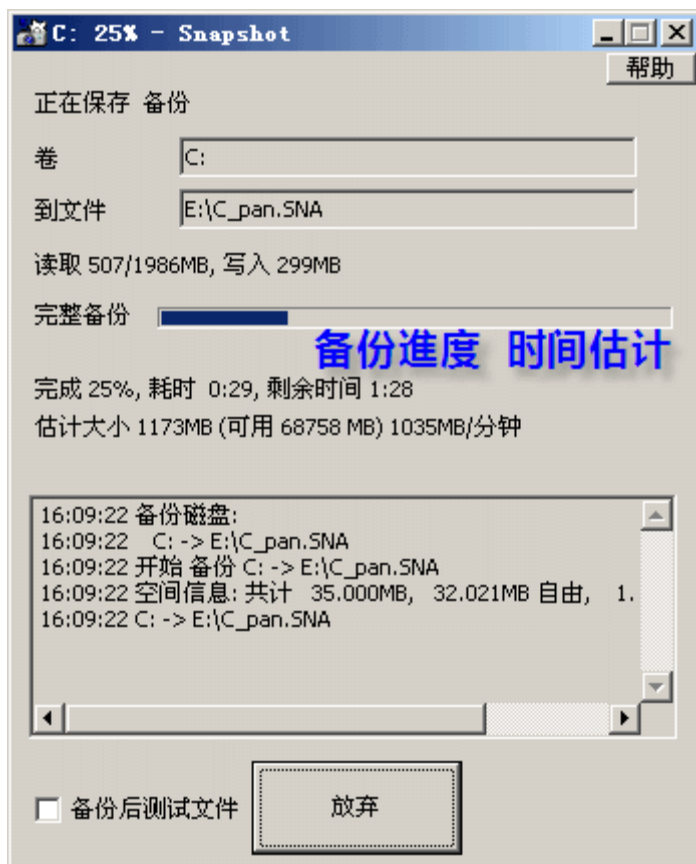 C: 25% - Snapshot
帮助
正在保存 备份
卷 C:
到文件 E:\C_pan.SNA
读取 507/1986MB, 写入 299MB
完整备份
备份進度 时间估计
完成 25%, 耗时 0:29, 剩余时间 1:28
估计大小 1173MB (可用 68758 MB) 1035MB/分钟
16:09:22 备份磁盘:
16:09:22 C: -> E:\C_pan.SNA
16:09:22 开始 备份 C: -> E:\C_pan.SNA
16:09:22 空间信息: 共计 35.000MB, 32.021MB 自由, 1.
16:09:22 C: -> E:\C_pan.SNA
备份后测试文件
放弃